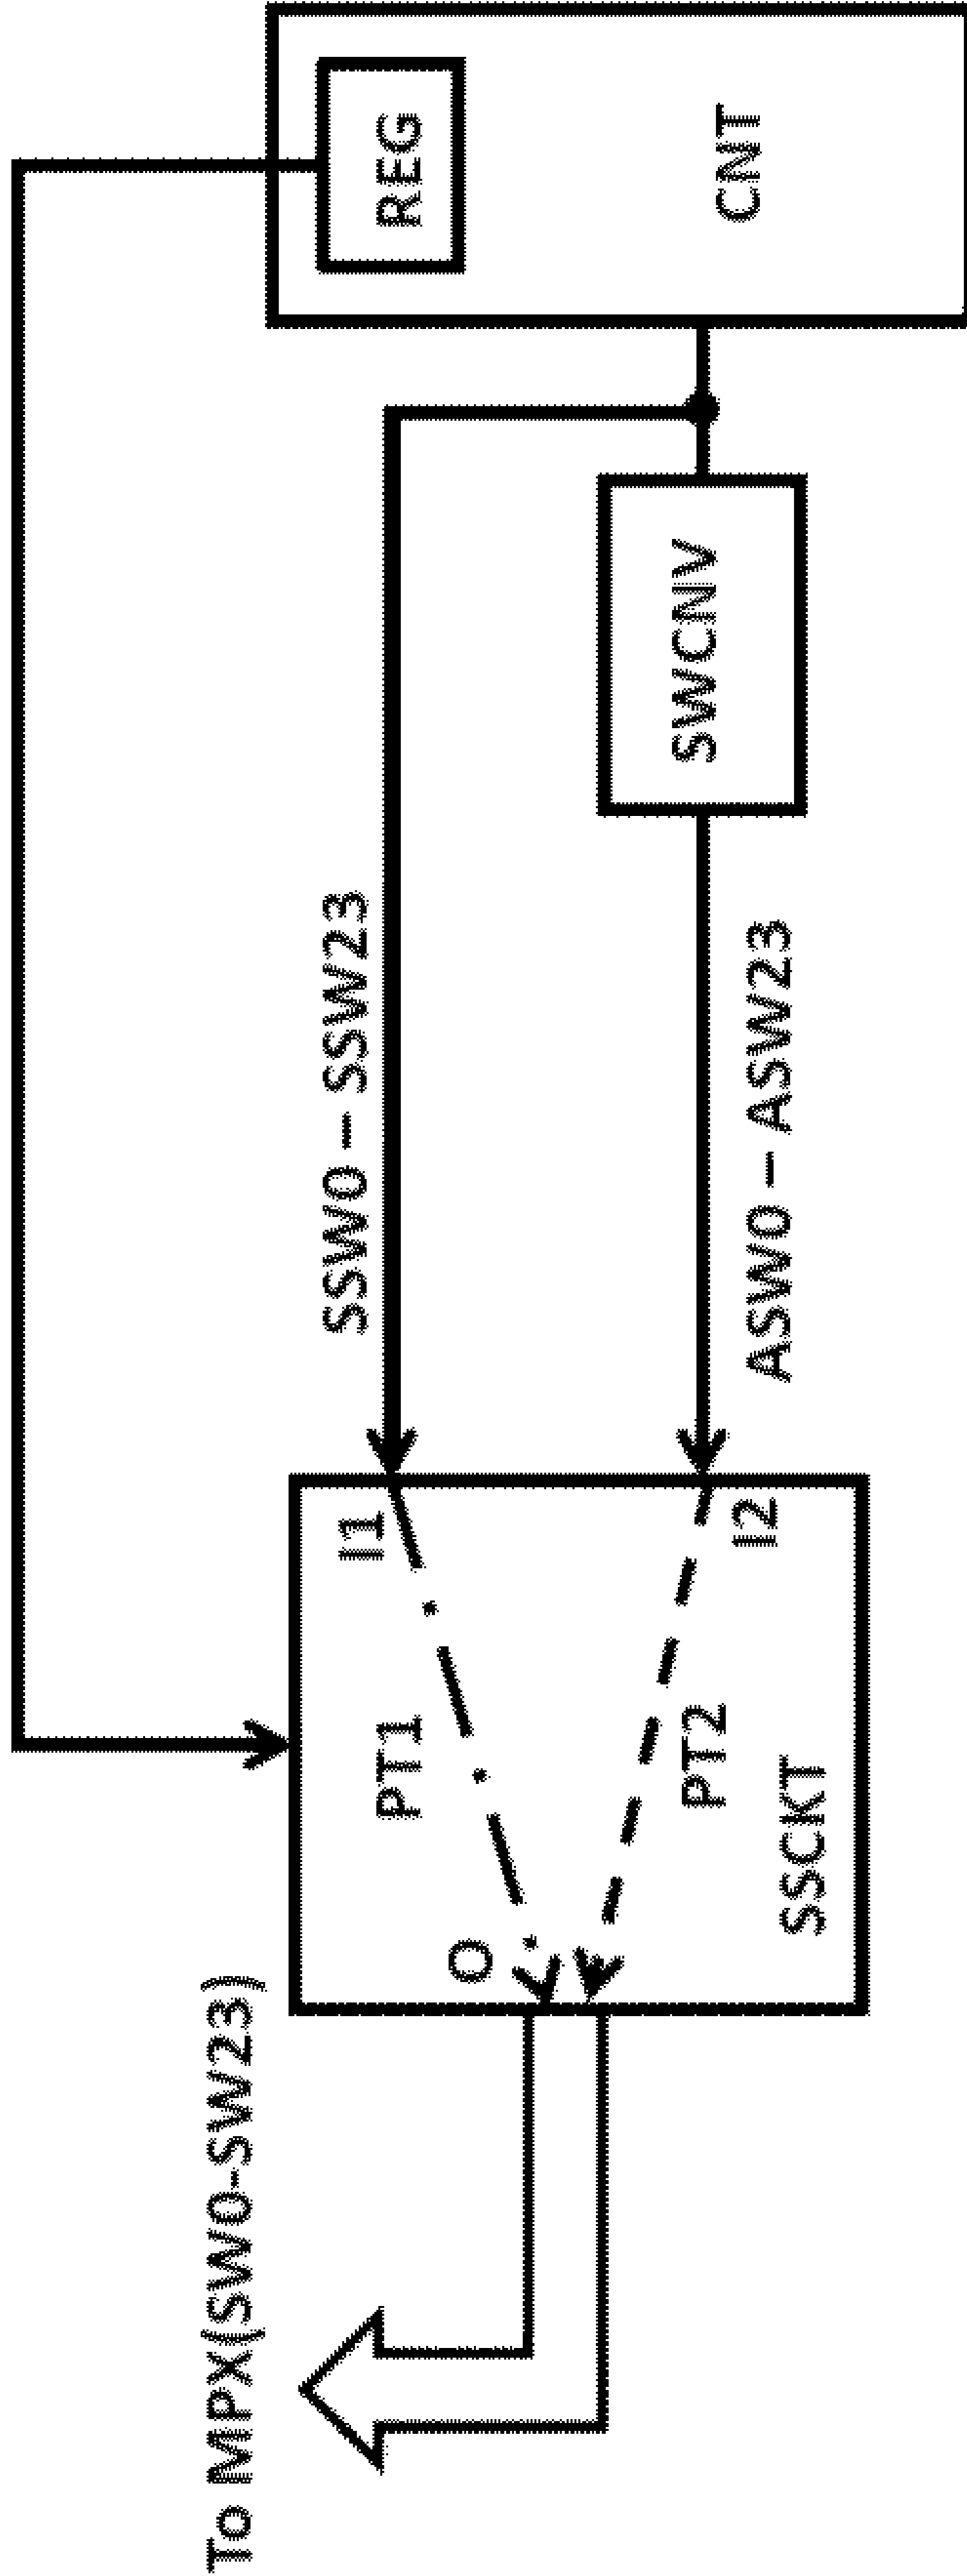 To MPX(SW0-SW23)
O
PT1
I1
SSW0 – SSW23
REG
PT2
I2
SSCKT
ASW0 – ASW23
SWCNV
CNT